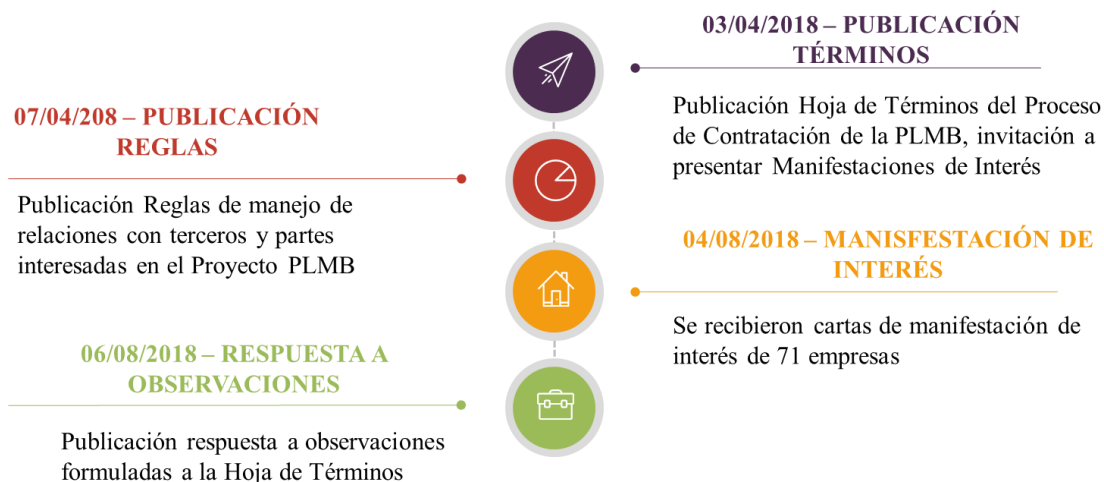 03/04/2018 – PUBLICACIÓN
TÉRMINOS
Publicación Hoja de Términos del Proceso
de Contratación de la PLMB, invitación a
presentar Manifestaciones de Interés
07/04/208 – PUBLICACIÓN
REGLAS
Publicación Reglas de manejo de
relaciones con terceros y partes
interesadas en el Proyecto PLMB
04/08/2018 – MANISFESTACIÓN DE
INTERÉS
Se recibieron cartas de manifestación de
interés de 71 empresas
06/08/2018 – RESPUESTA A
OBSERVACIONES
Publicación respuesta a observaciones
formuladas a la Hoja de Términos